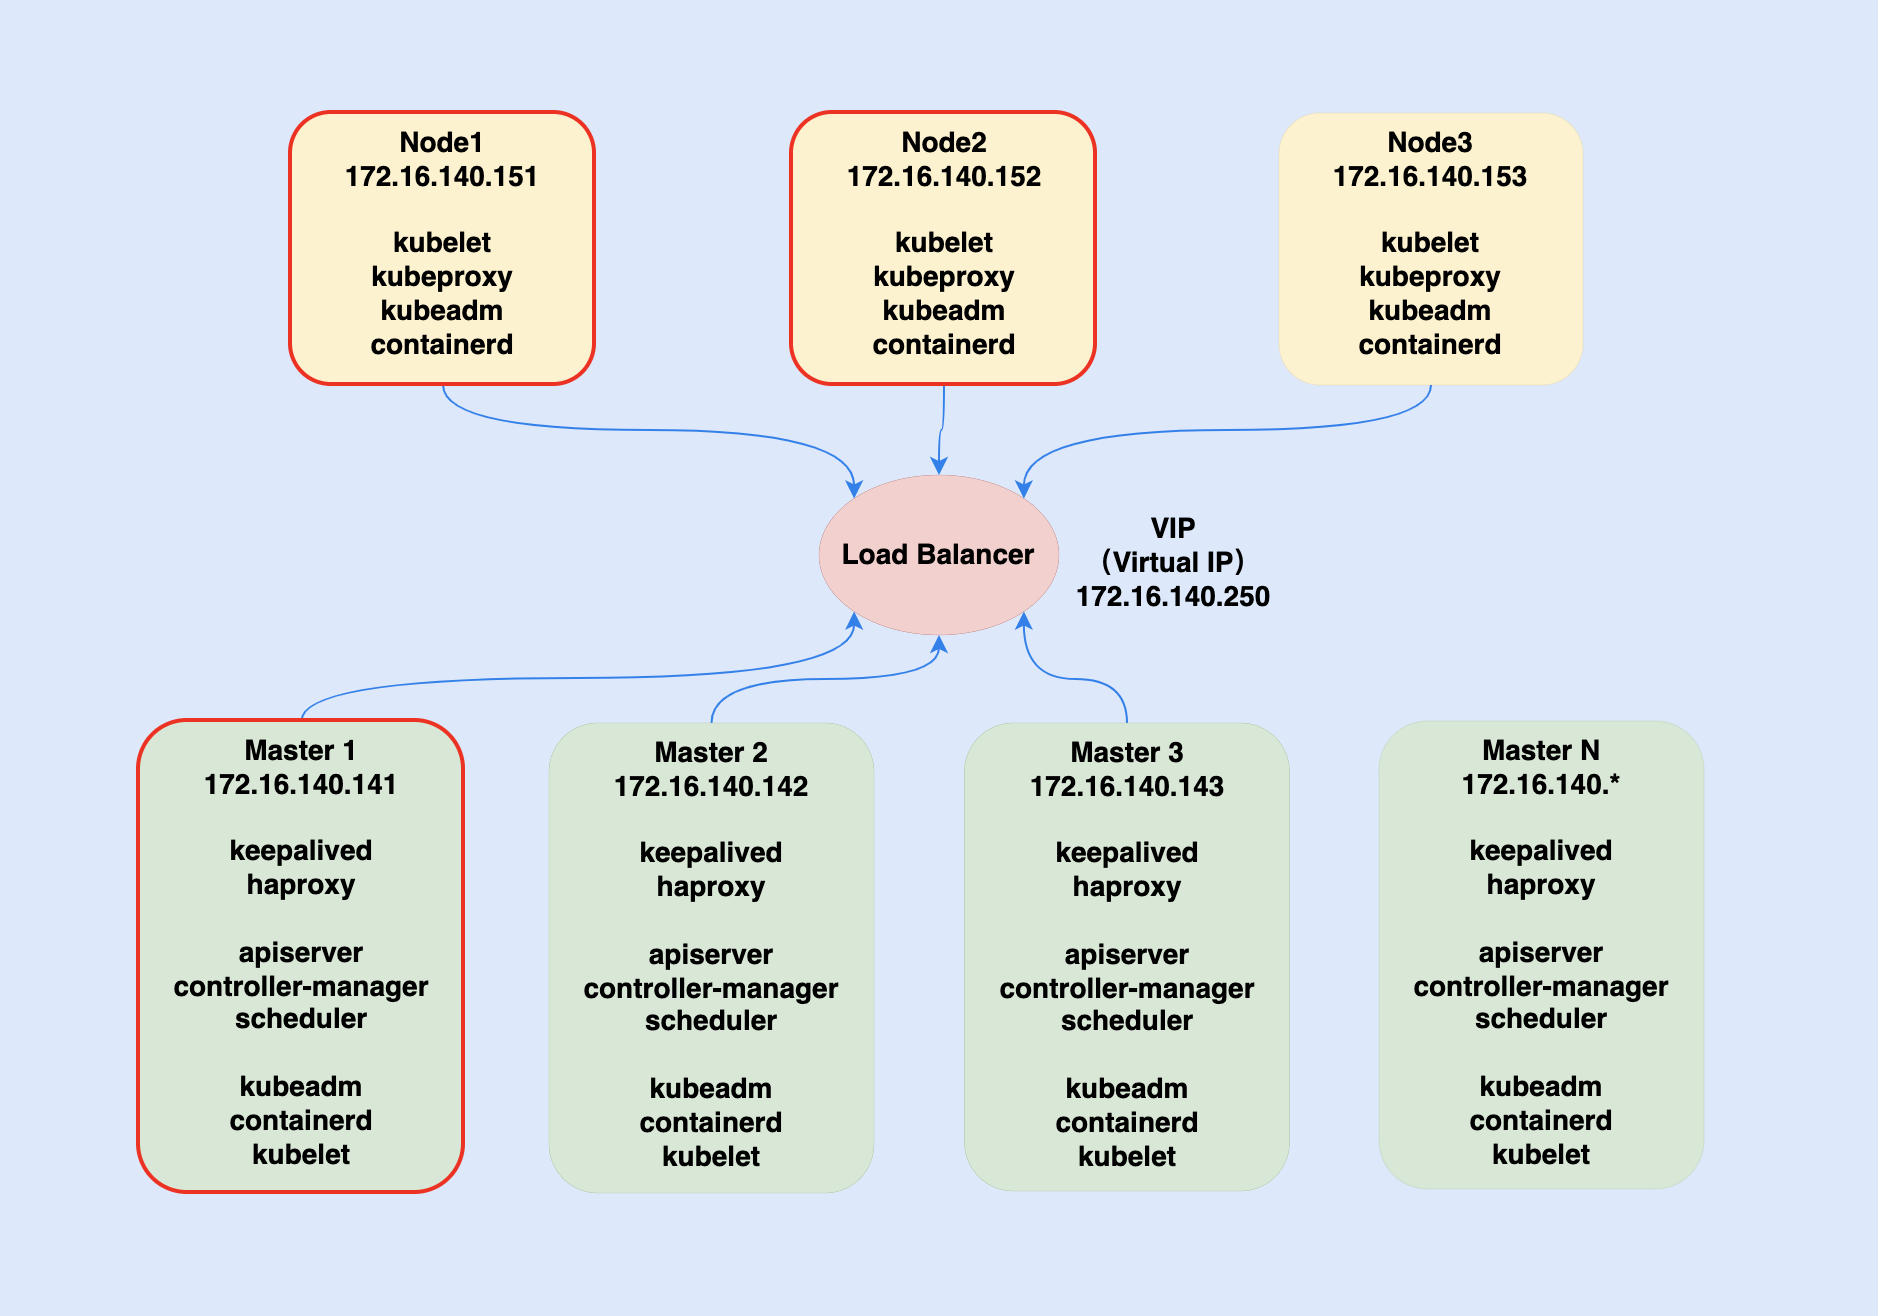 Node1
172.16.140.151
kubelet
kubeproxy
kubeadm
containerd
Node2
172.16.140.152
kubelet
kubeproxy
kubeadm
containerd
Node3
172.16.140.153
kubelet
kubeproxy
kubeadm
containerd
Load Balancer
VIP
(Virtual IP)
172.16.140.250
Master 1
172.16.140.141
keepalived
haproxy
apiserver
controller-manager
scheduler
kubeadm
containerd
kubelet
Master 2
172.16.140.142
keepalived
haproxy
apiserver
controller-manager
scheduler
kubeadm
containerd
kubelet
Master 3
172.16.140.143
keepalived
haproxy
apiserver
controller-manager
scheduler
kubeadm
containerd
kubelet
Master N
172.16.140.*
keepalived
haproxy
apiserver
controller-manager
scheduler
kubeadm
containerd
kubelet